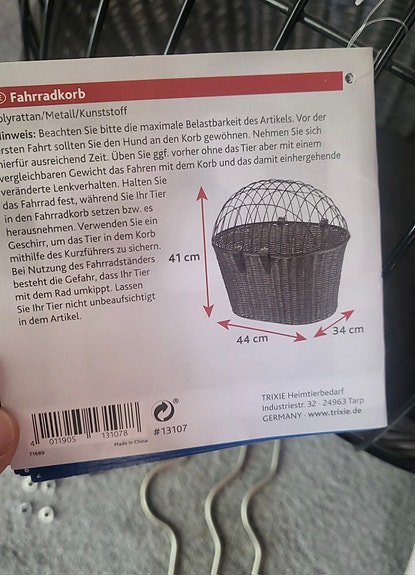 Fahrradkorb
olyrattan/Metall/Kunststoff
inweis: Beachten Sie bitte die maximale Belastbarkeit des Artikels. Vor der
ersten Fahrt sollten Sie den Hund an den Korb gewöhnen. Nehmen Sie sich
hierfür ausreichend Zeit. Üben Sie ggf. vorher ohne das Tier aber mit einem
vergleichbaren Gewicht das Fahren mit dem Korb und das damit einhergehende
veränderte Lenkverhalten. Halten Sie
das Fahrrad fest, während Sie Ihr Tier
in den Fahrradkorb setzen bzw. es
herausnehmen. Verwenden Sie ein
Geschirr, um das Tier in dem Korb
mithilfe des Kurzführers zu sichern.
Bei Nutzung des Fahrradständers
besteht die Gefahr, dass Ihr Tier
mit dem Rad umkippt. Lassen
Sie Ihr Tier nicht unbeaufsichtigt
in dem Artikel.
41 cm
44 cm
34 cm
TRIXIE Heimtierbedarf
Industriestr. 32 · 24963 Tarp
GERMANY · www.trixie.de
4 011905 131078
#13107
Made in China
71689